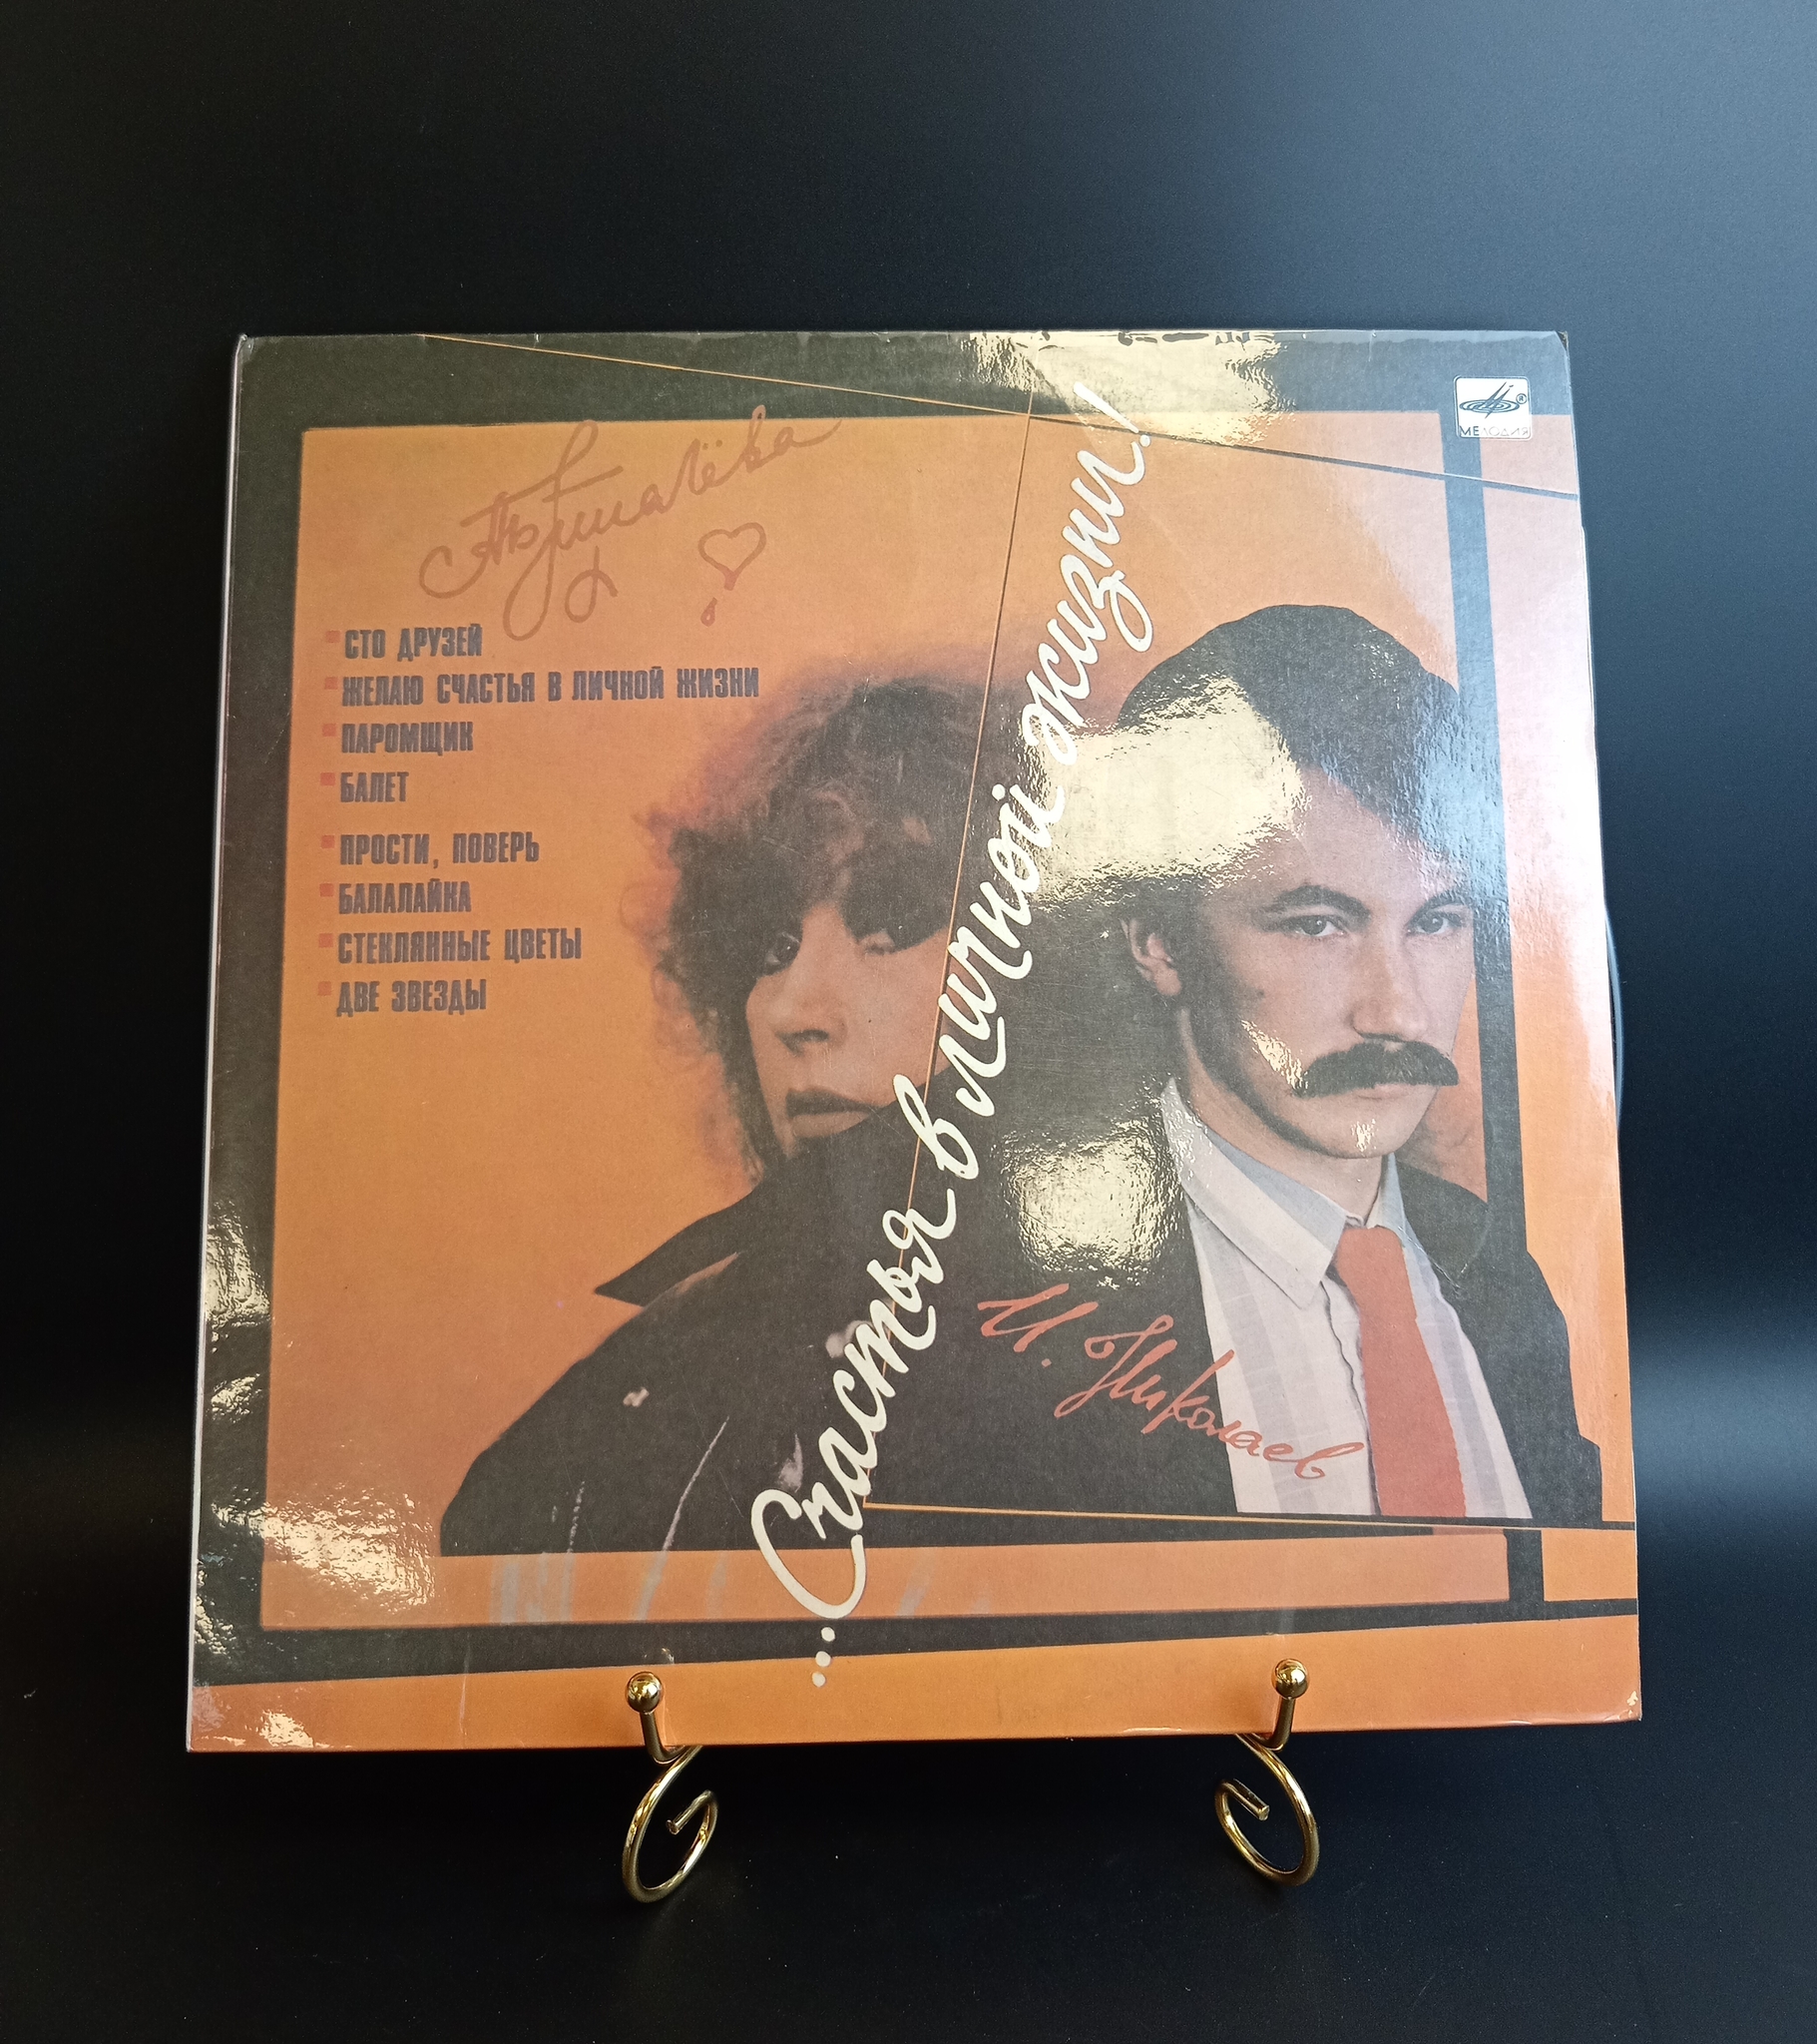 А.Б. Пугачёва
МЕЛОДИЯ
СТО ДРУЗЕЙ
ЖЕЛАЮ СЧАСТЬЯ В ЛИЧНОЙ ЖИЗНИ
ПАРОМЩИК
БАЛЕТ
ПРОСТИ, ПОВЕРЬ
БАЛАЛАЙКА
СТЕКЛЯННЫЕ ЦВЕТЫ
ДВЕ ЗВЕЗДЫ
...Счастья в личной жизни!
И. Николаев